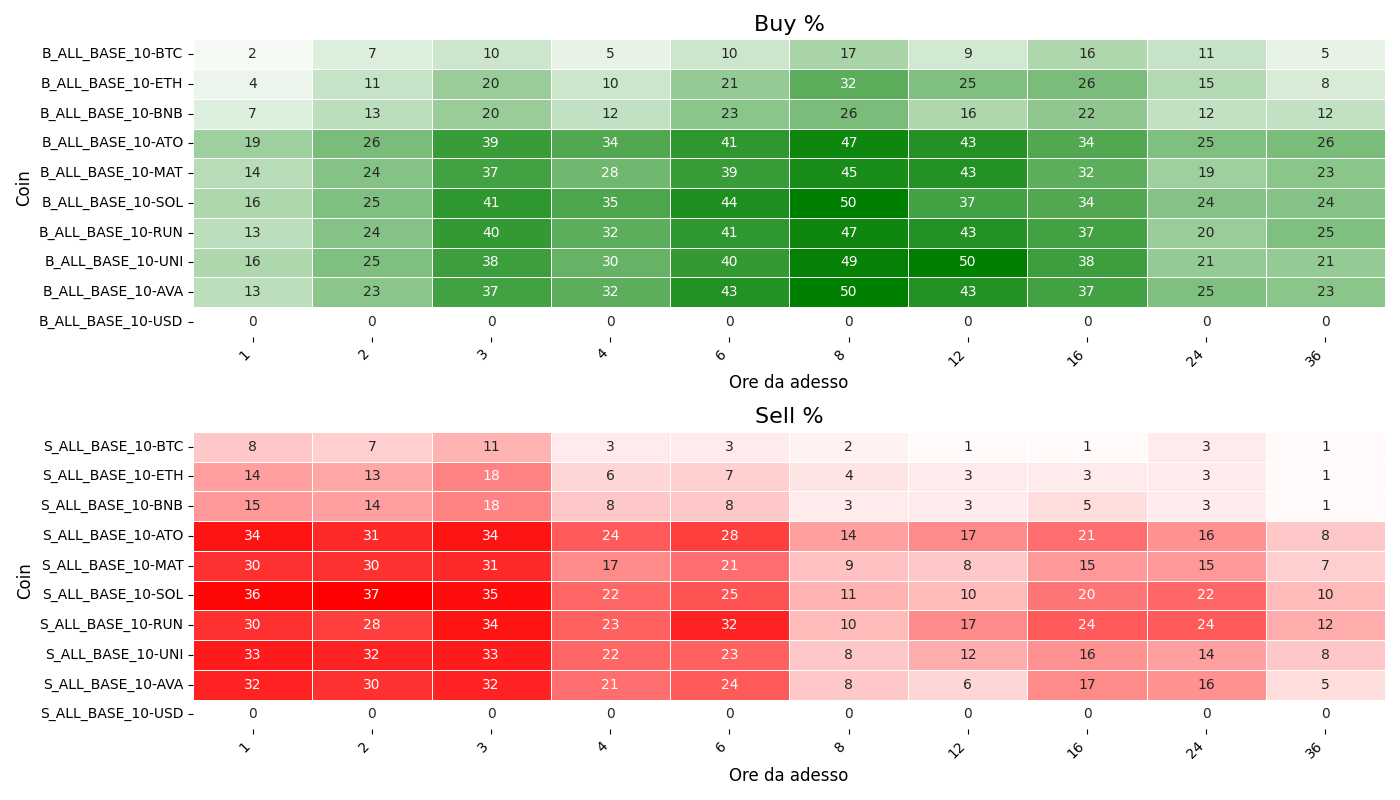 Buy %
Coin
B_ALL_BASE_10-BTC 2 7 10 5 10 17 9 16 11 5
B_ALL_BASE_10-ETH 4 11 20 10 21 32 25 26 15 8
B_ALL_BASE_10-BNB 7 13 20 12 23 26 16 22 12 12
B_ALL_BASE_10-ATO 19 26 39 34 41 47 43 34 25 26
B_ALL_BASE_10-MAT 14 24 37 28 39 45 43 32 19 23
B_ALL_BASE_10-SOL 16 25 41 35 44 50 37 34 24 24
B_ALL_BASE_10-RUN 13 24 40 32 41 47 43 37 20 25
B_ALL_BASE_10-UNI 16 25 38 30 40 49 50 38 21 21
B_ALL_BASE_10-AVA 13 23 37 32 43 50 43 37 25 23
B_ALL_BASE_10-USD 0 0 0 0 0 0 0 0 0 0
1 2 3 4 6 8 12 16 24 36
Ore da adesso
Sell %
Coin
S_ALL_BASE_10-BTC 8 7 11 3 3 2 1 1 3 1
S_ALL_BASE_10-ETH 14 13 18 6 7 4 3 3 3 1
S_ALL_BASE_10-BNB 15 14 18 8 8 3 3 5 3 1
S_ALL_BASE_10-ATO 34 31 34 24 28 14 17 21 16 8
S_ALL_BASE_10-MAT 30 30 31 17 21 9 8 15 15 7
S_ALL_BASE_10-SOL 36 37 35 22 25 11 10 20 22 10
S_ALL_BASE_10-RUN 30 28 34 23 32 10 17 24 24 12
S_ALL_BASE_10-UNI 33 32 33 22 23 8 12 16 14 8
S_ALL_BASE_10-AVA 32 30 32 21 24 8 6 17 16 5
S_ALL_BASE_10-USD 0 0 0 0 0 0 0 0 0 0
1 2 3 4 6 8 12 16 24 36
Ore da adesso